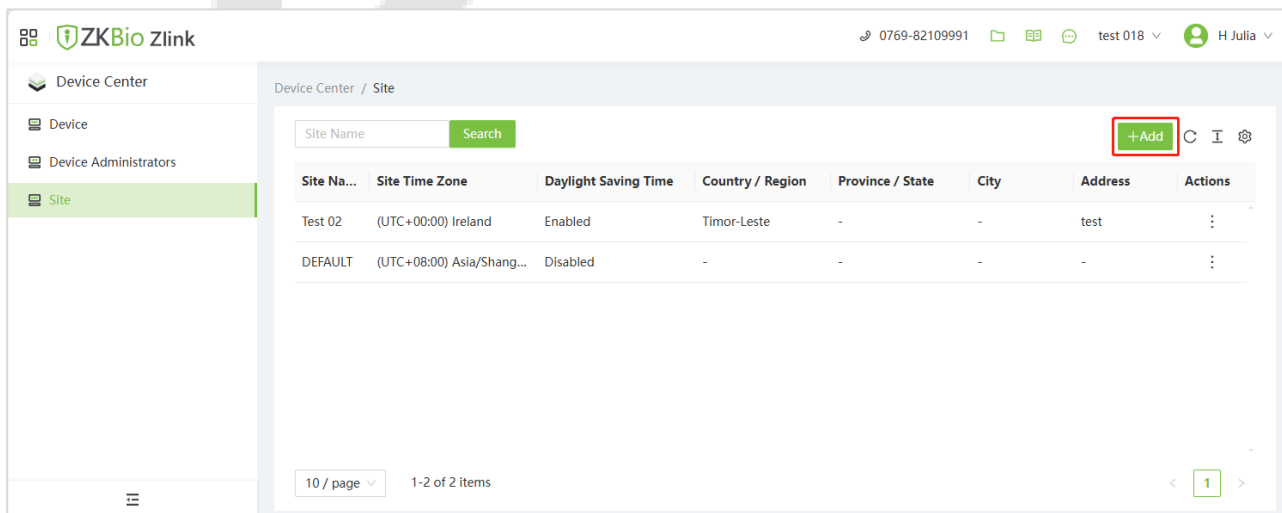 ZKBio Zlink
0769-82109991 test 018 H Julia
Device Center
Device
Device Administrators
Site
Device Center / Site
Site Name Search +Add
Site Na... Site Time Zone Daylight Saving Time Country / Region Province / State City Address Actions
Test 02 (UTC+00:00) Ireland Enabled Timor-Leste - - test
DEFAULT (UTC+08:00) Asia/Shang... Disabled - - - -
10 / page 1-2 of 2 items < 1 >